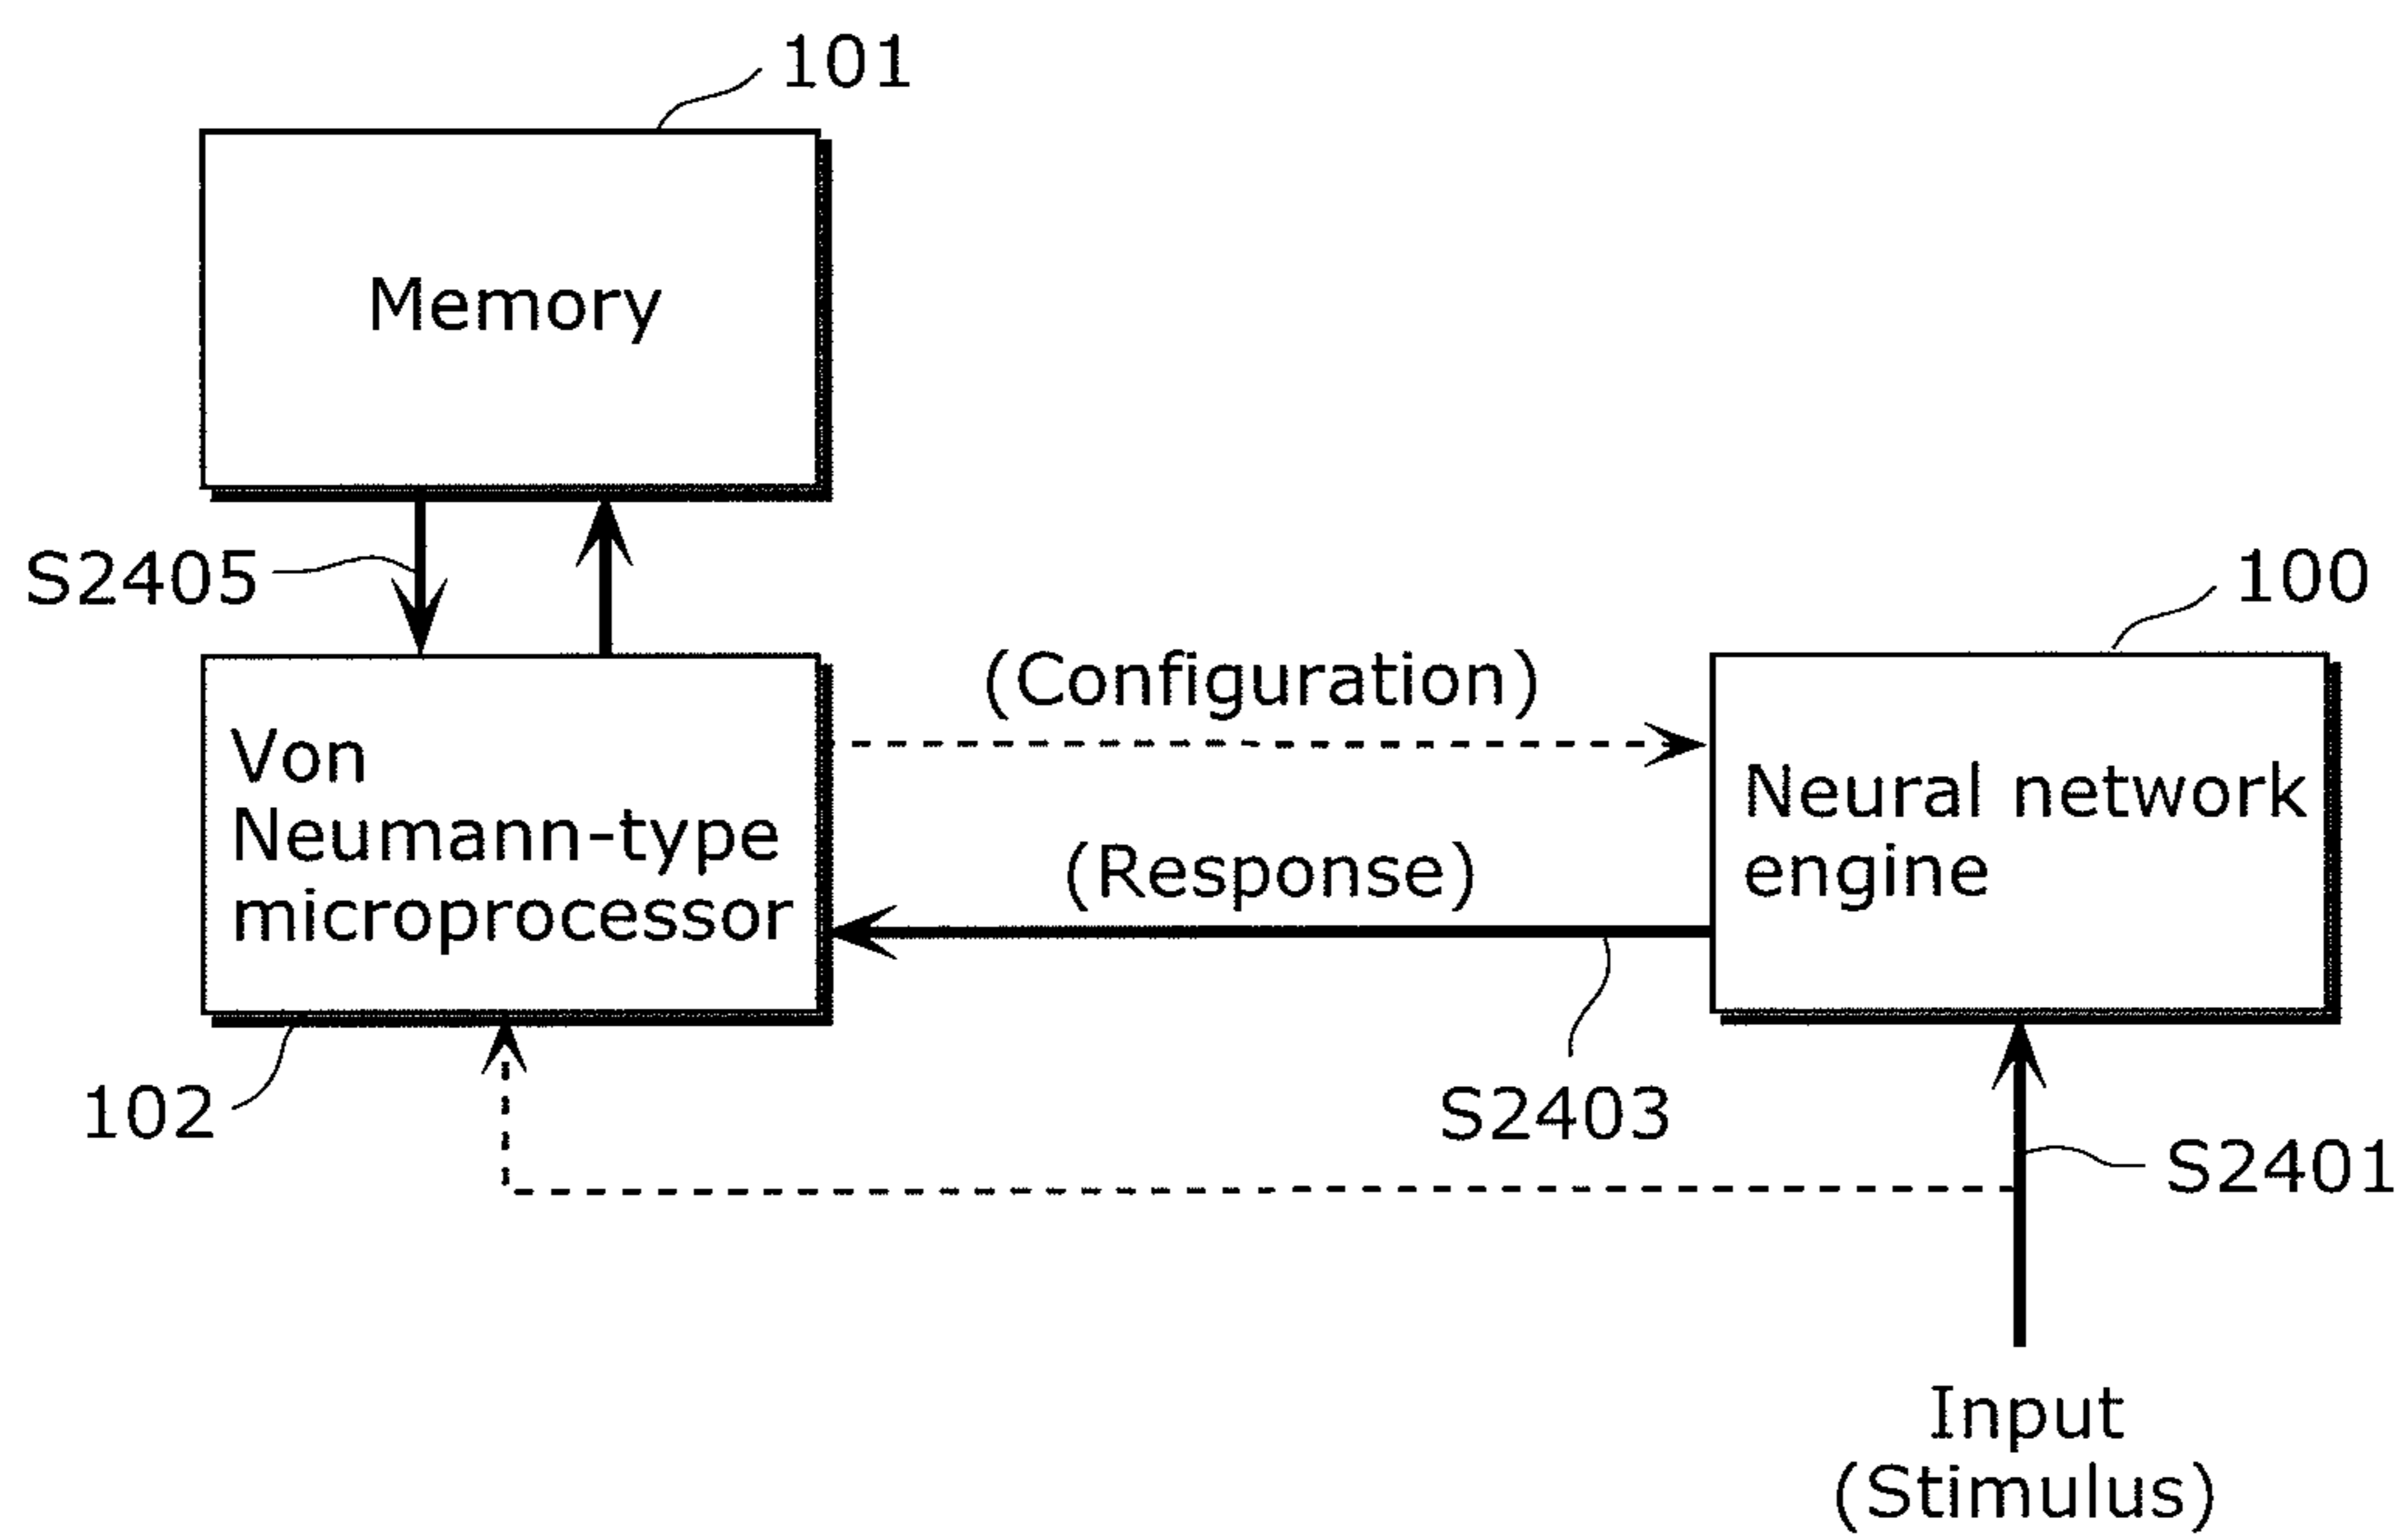 101
Memory
S2405
100
(Configuration)
Von
Neumann-type
microprocessor
Neural network
engine
(Response)
102
S2403
S2401
Input
(Stimulus)